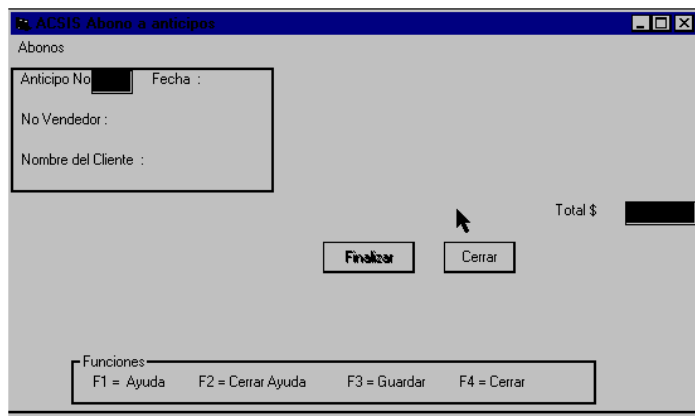 ACSIS Abono a anticipos
Abonos
Anticipo No Fecha :
No Vendedor :
Nombre del Cliente :
Total $
Finalizar Cerrar
Funciones
F1 = Ayuda F2 = Cerrar Ayuda F3 = Guardar F4 = Cerrar